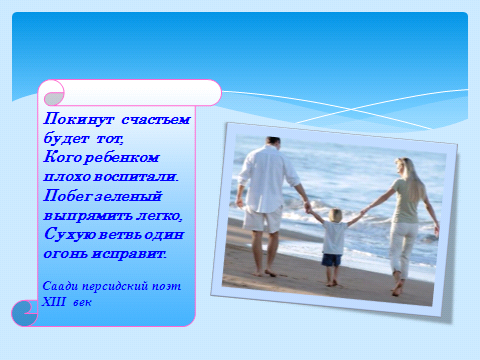 Покинут счастьем
будет тот,
Кого ребенком
плохо воспитали.
Побег зеленый
выпрямить легко,
Сухую ветвь один
огонь исправит.
Саади персидский поэт
XIII век